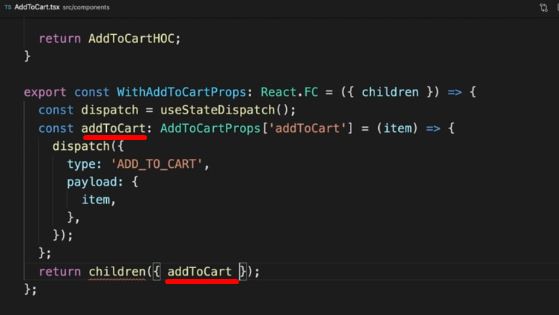 TS AddToCart.tsx src/components
return AddToCartHOC;
}
export const WithAddToCartProps: React.FC = ({ children }) => {
const dispatch = useStateDispatch();
const addToCart: AddToCartProps['addToCart'] = (item) => {
dispatch({
type: 'ADD_TO_CART',
payload: {
item,
},
});
};
return children({ addToCart });
};